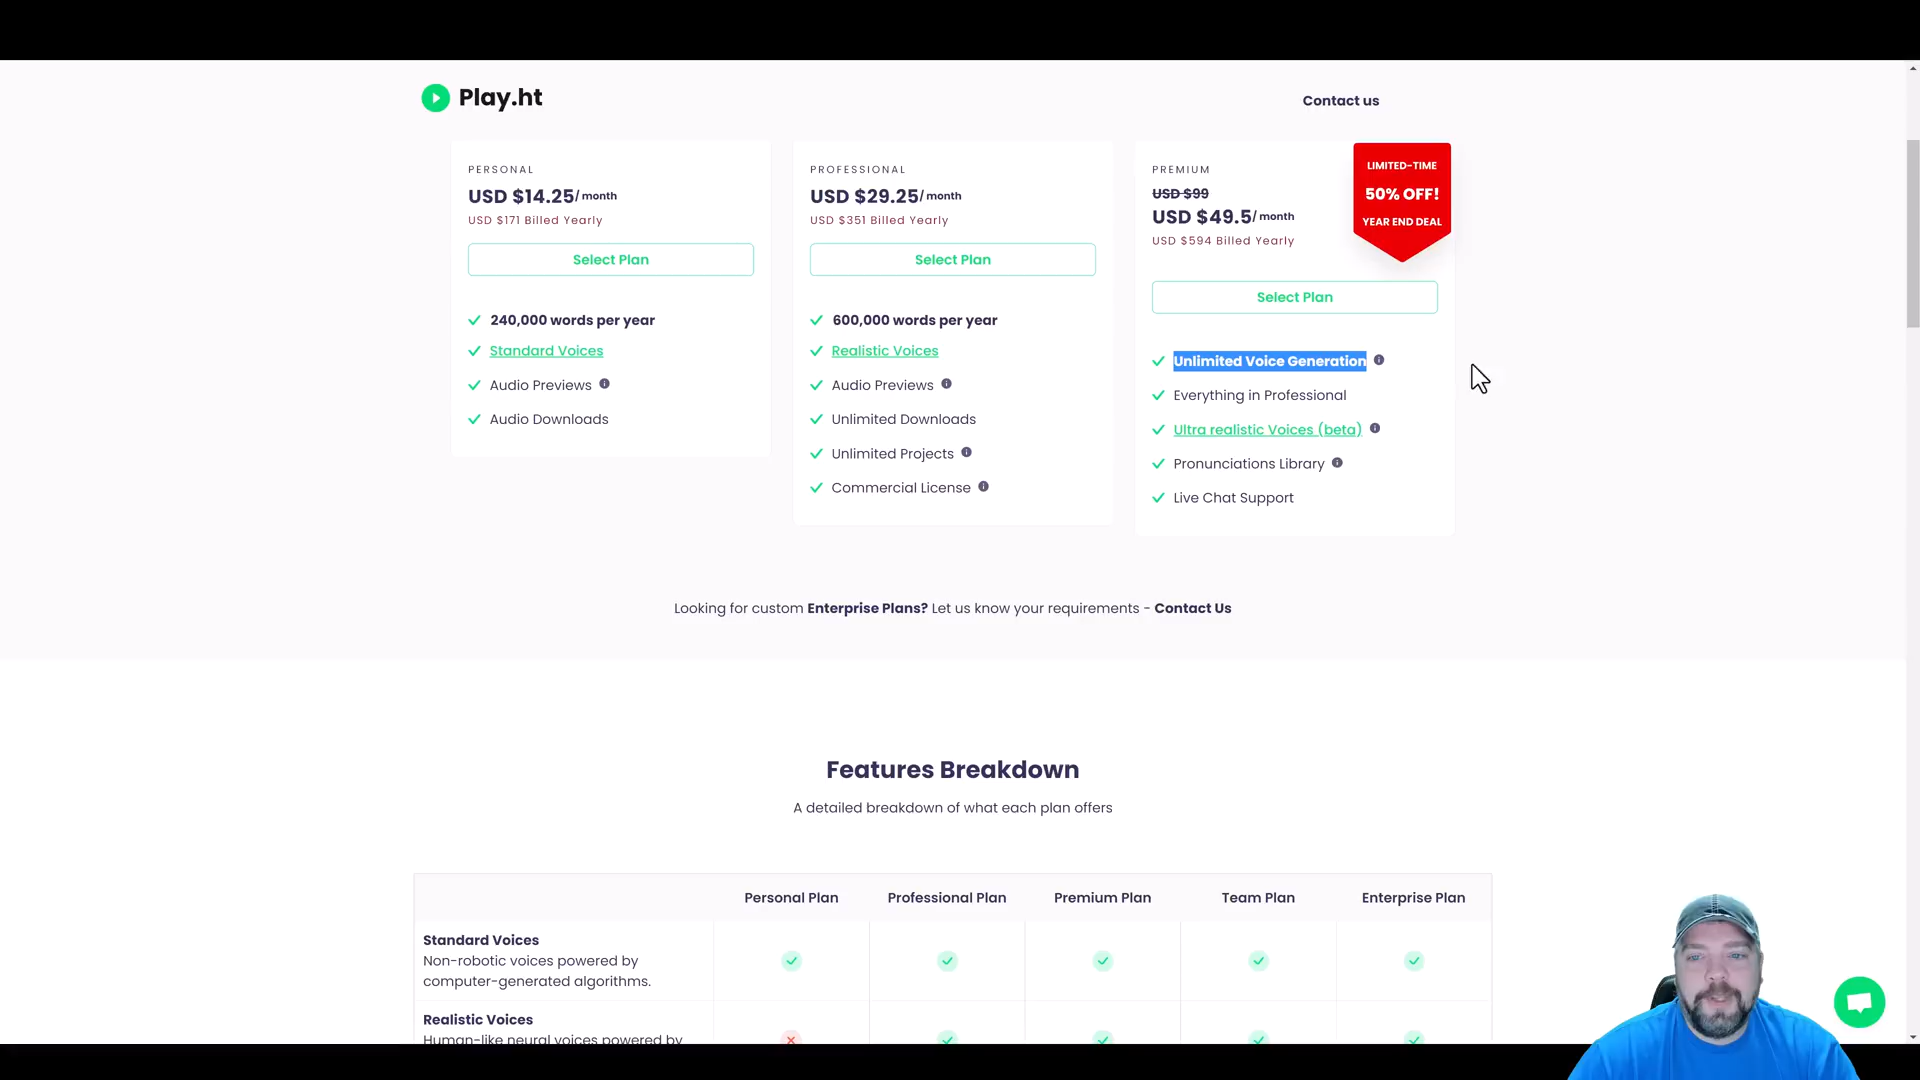 Play.ht
Contact us
PERSONAL
USD $14.25/ month
USD $171 Billed Yearly
Select Plan
240,000 words per year
Standard Voices
Audio Previews
Audio Downloads
PROFESSIONAL
USD $29.25/ month
USD $351 Billed Yearly
Select Plan
600,000 words per year
Realistic Voices
Audio Previews
Unlimited Downloads
Unlimited Projects
Commercial License
PREMIUM
USD $99
USD $49.5/ month
USD $594 Billed Yearly
LIMITED-TIME
50% OFF!
YEAR END DEAL
Select Plan
Unlimited Voice Generation
Everything in Professional
Ultra realistic Voices (beta)
Pronunciations Library
Live Chat Support
Looking for custom Enterprise Plans? Let us know your requirements - Contact Us
Features Breakdown
A detailed breakdown of what each plan offers
Personal Plan Professional Plan Premium Plan Team Plan Enterprise Plan
Standard Voices
Non-robotic voices powered by
computer-generated algorithms.
Realistic Voices
Human-like neural voices powered by